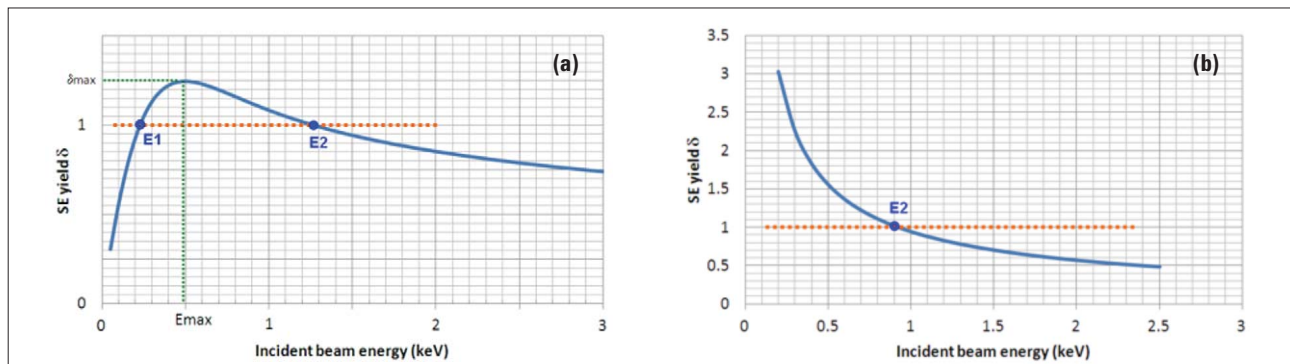 (a)
δmax
1
E1
E2
SE yield δ
0
0
Emax
1
2
3
Incident beam energy (keV)
(b)
3.5
3
2.5
2
1.5
1
0.5
0
E2
SE yield δ
0
0.5
1
1.5
2
2.5
3
Incident beam energy (keV)